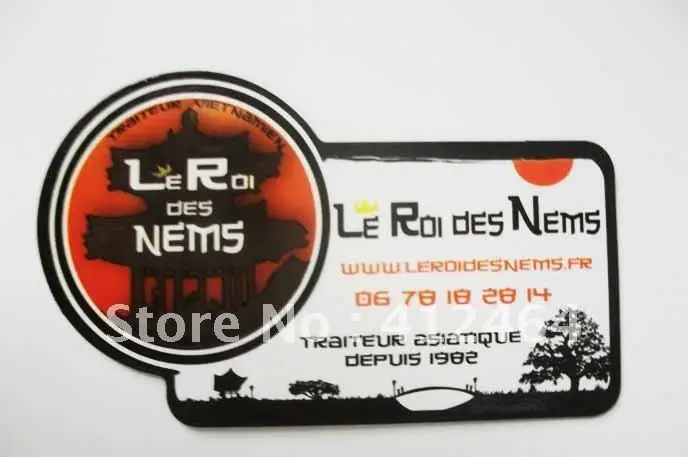 TRAITEUR VIETNAMIEN
LE ROI
DES
NEMS
LE ROI DES NEMS
WWW.LEROIDESNEMS.FR
06 78 18 28 14
TRAITEUR ASIATIQUE
DEPUIS 1982
Store No : 412464